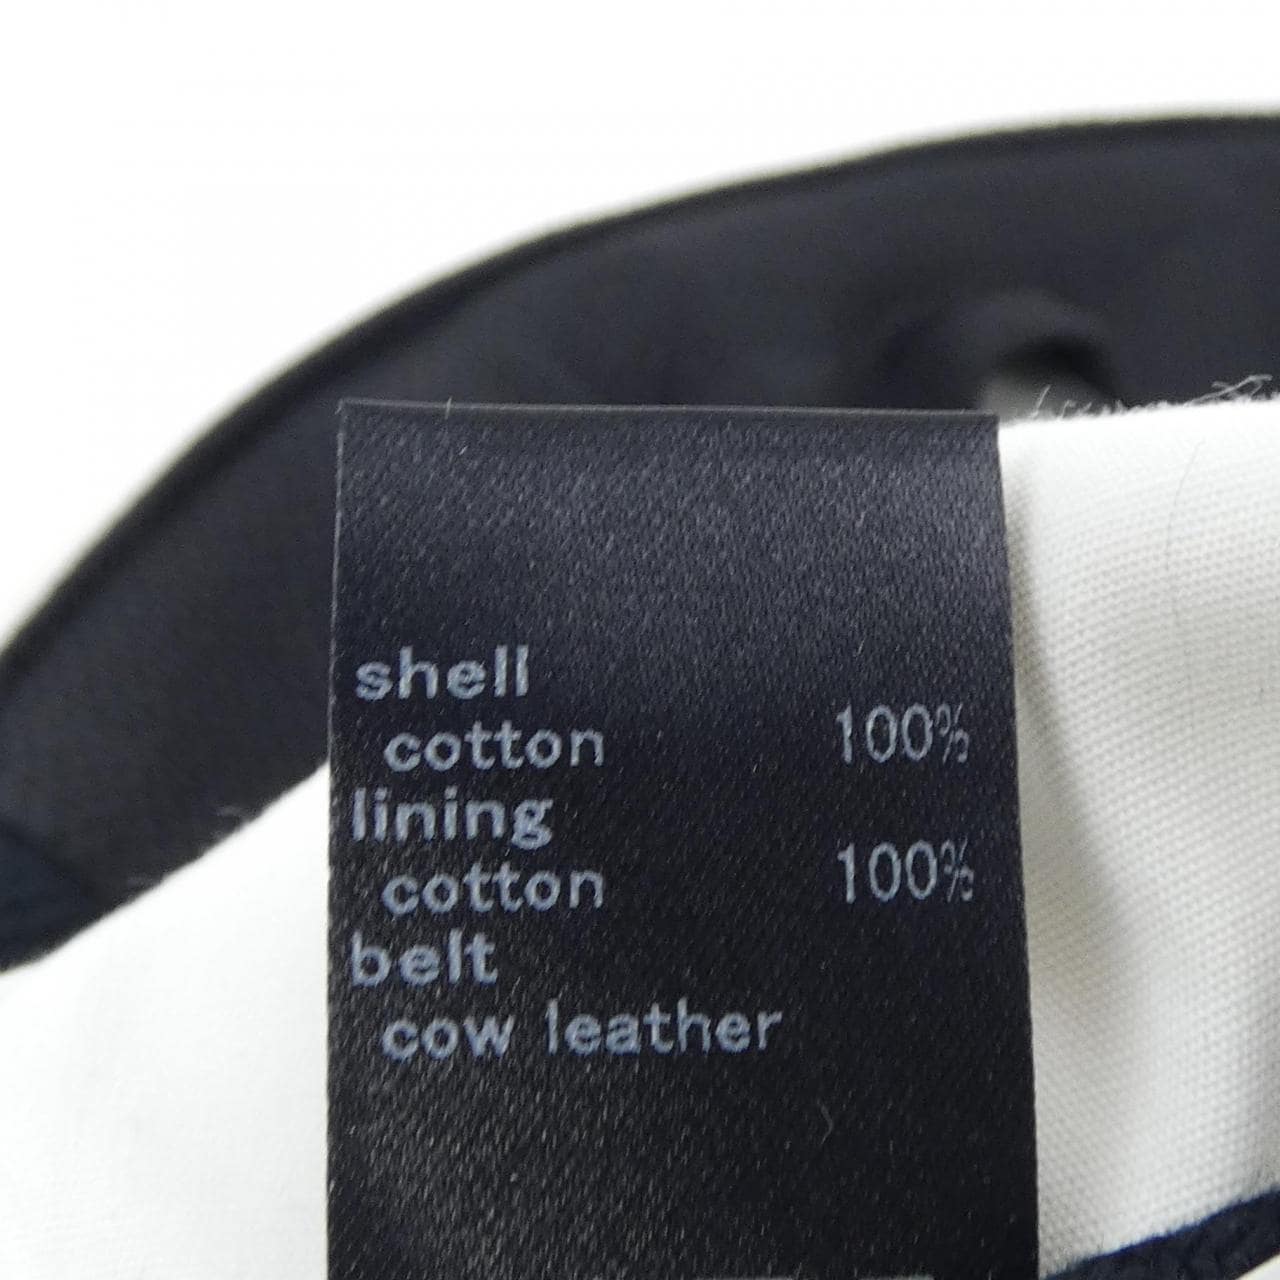 shell
cotton 100%
lining
cotton 100%
belt
cow leather